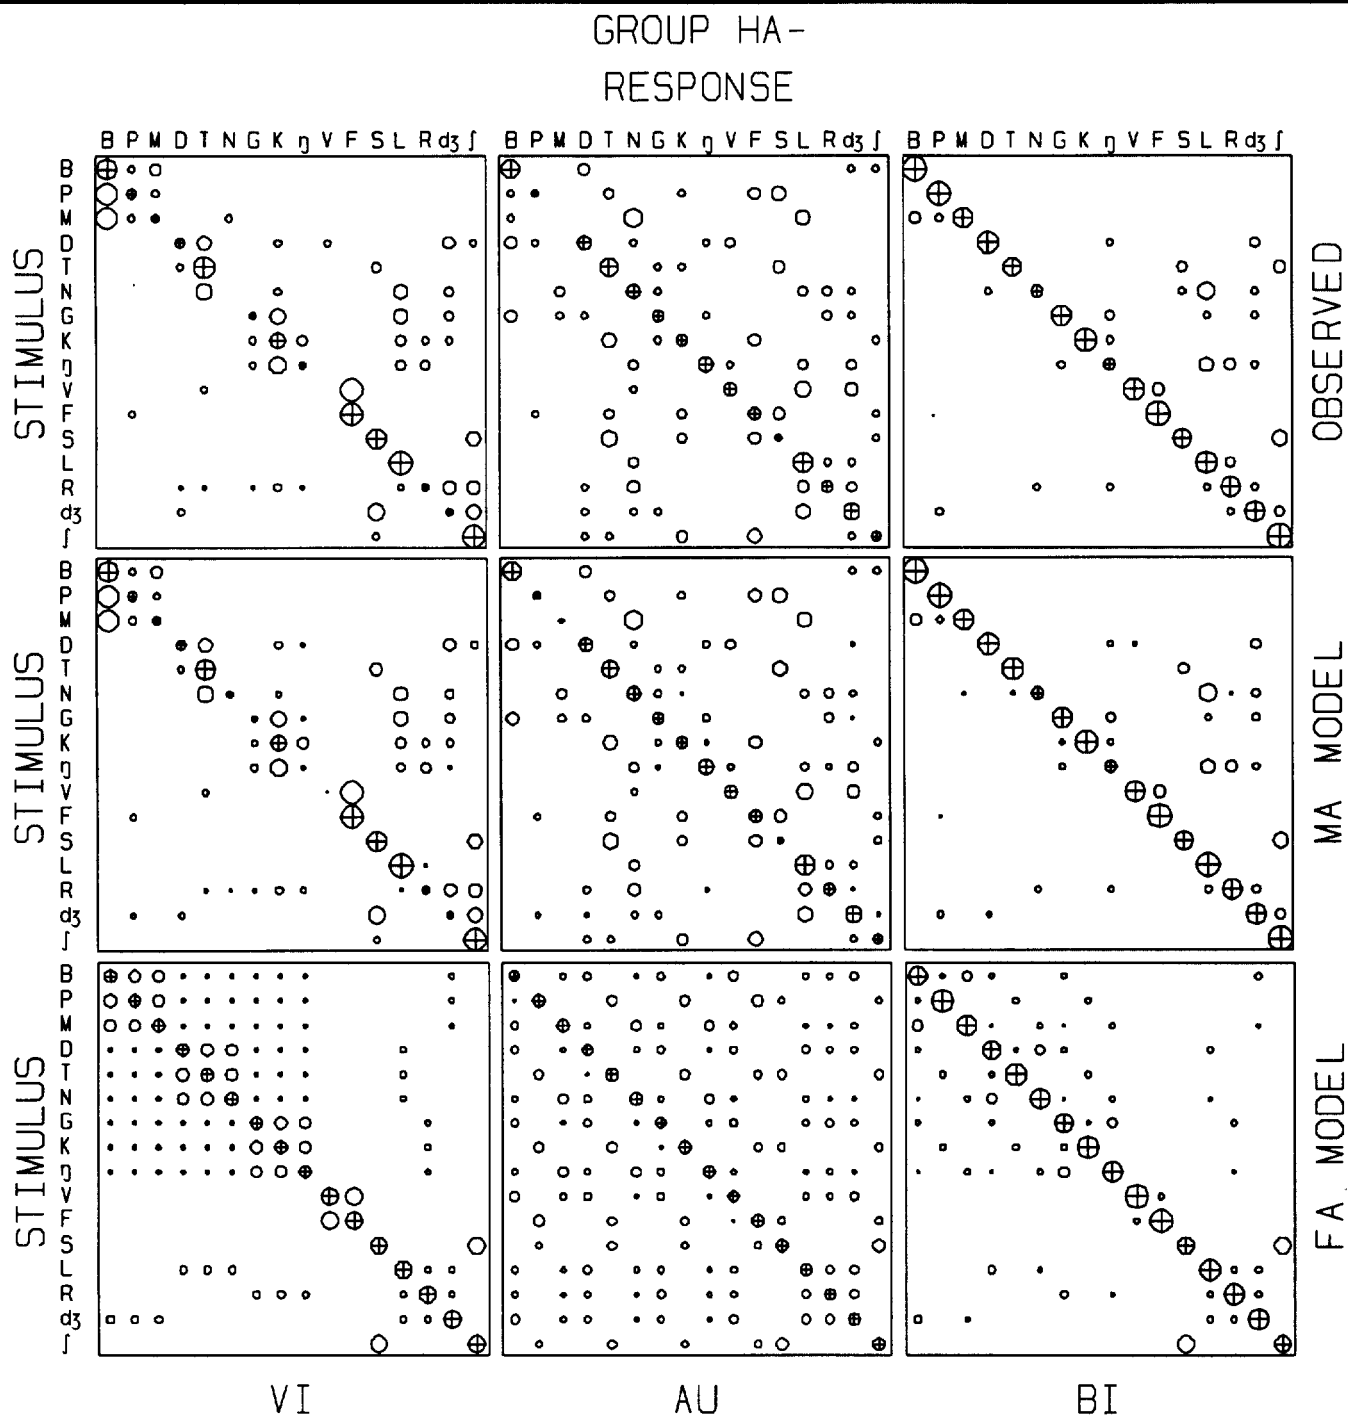 GROUP HA-
RESPONSE
B P M D T N G K ŋ V F S L R dʒ ʃ
B P M D T N G K ŋ V F S L R dʒ ʃ
B P M D T N G K ŋ V F S L R dʒ ʃ
STIMULUS
B
P
M
D
T
N
G
K
ŋ
V
F
S
L
R
dʒ
ʃ
OBSERVED
STIMULUS
B
P
M
D
T
N
G
K
ŋ
V
F
S
L
R
dʒ
ʃ
MA MODEL
STIMULUS
B
P
M
D
T
N
G
K
ŋ
V
F
S
L
R
dʒ
ʃ
FA MODEL
VI
AU
BI